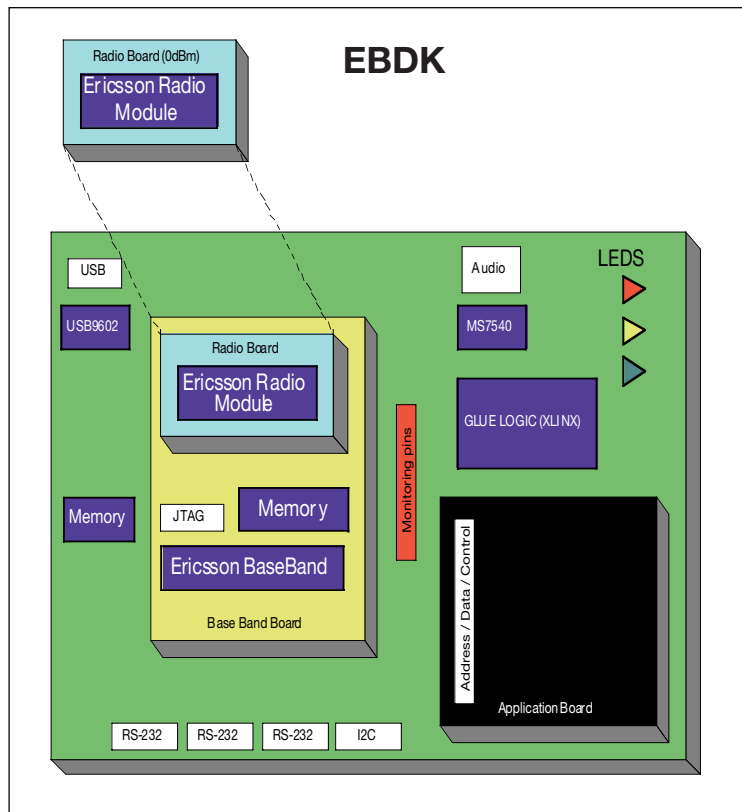 EBDK
Radio Board (0dBm)
Ericsson Radio
Module
USB
Audio
LEDS
USB9602
MS7540
Radio Board
Ericsson Radio
Module
GLUE LOGIC (XLINX)
Monitoring pins
Memory
JTAG
Memory
Ericsson BaseBand
Base Band Board
Address / Data / Control
Application Board
RS-232
RS-232
RS-232
I2C